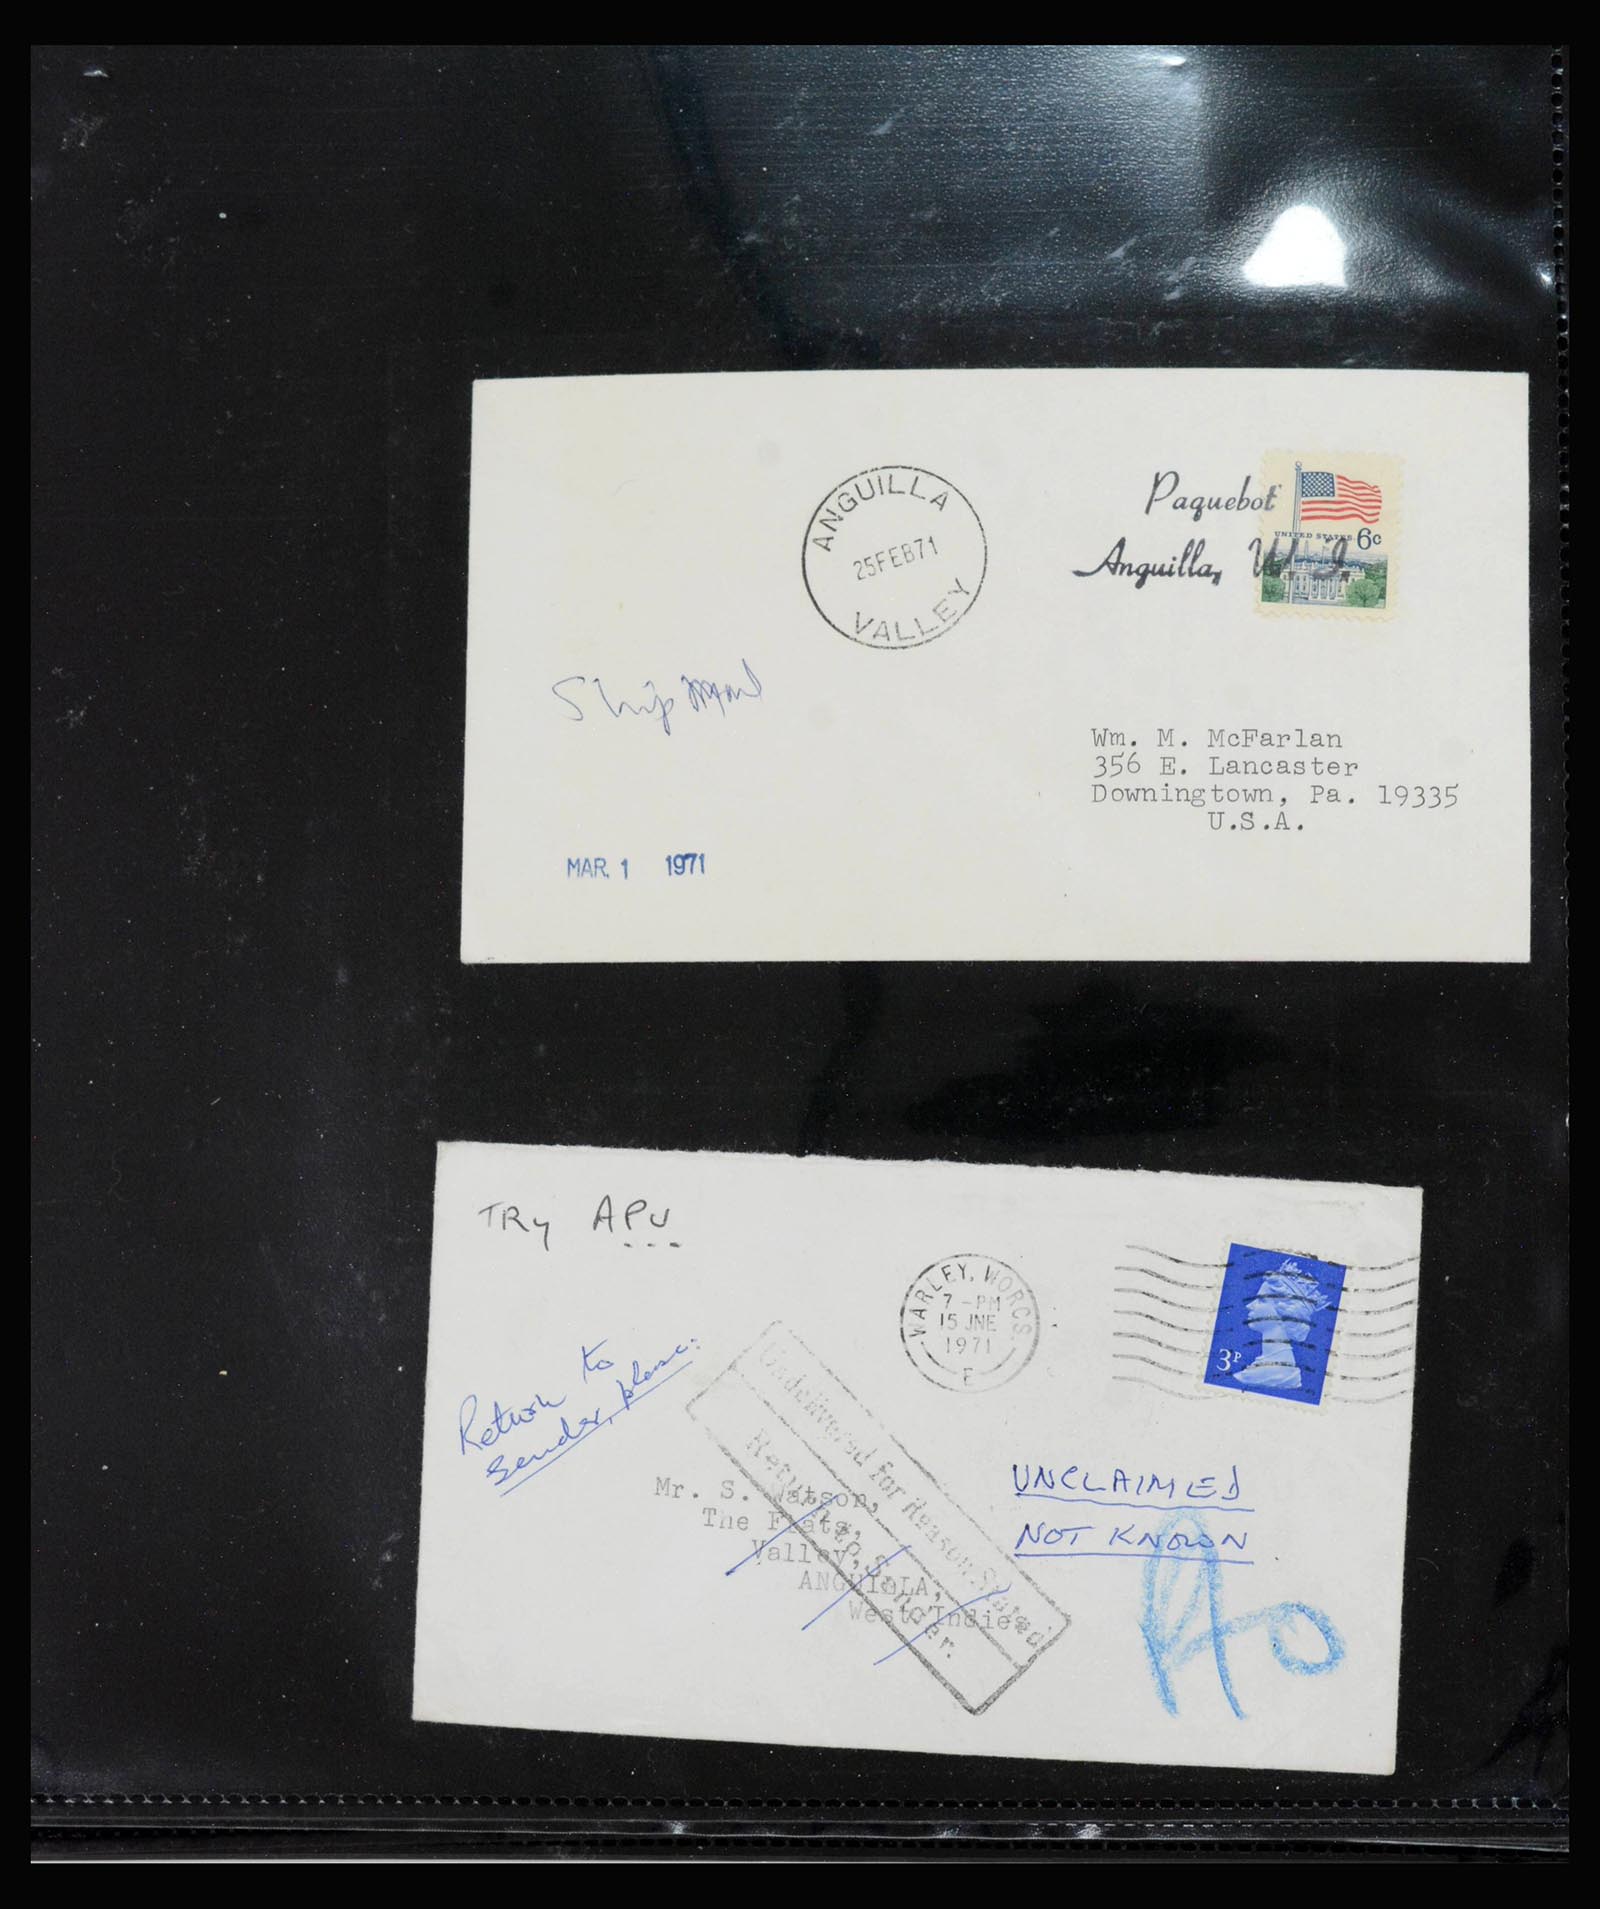 ANGUILLA
25FEB71
VALLEY
Paquebot
Anguilla, W. I.
UNITED STATES 6c
Ship Mail
Wm. M. McFarlan
356 E. Lancaster
Downingtown, Pa. 19335
U.S.A.
MAR. 1 1971
TRy APU
WARLEY, WORCS.
7 - PM
15 JNE
1971
E
3P
Return to
Sender, please.
Undelivered for Reason Stated
Return to Sender.
UNCLAIMED
NOT KNOWN
Mr. S. Watson,
The Flats,
Valley,
ANGUILLA,
West Indies